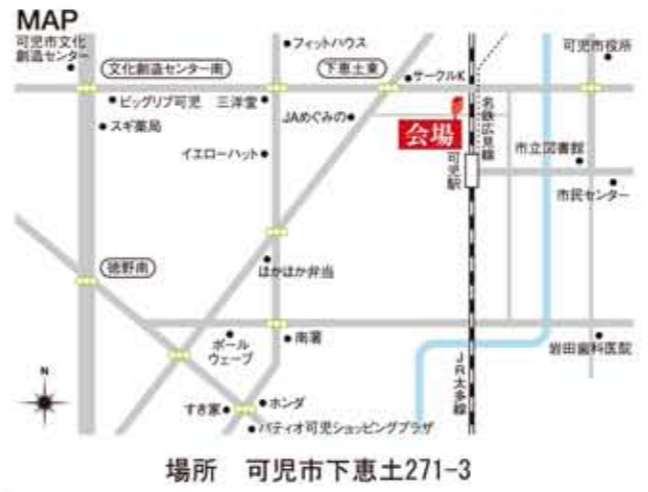 MAP
可児市文化
創造センター
フィットハウス
可児市役所
文化創造センター南
下恵土東
サークルK
ビッグリブ可児
三洋堂
JAめぐみの
会場
名鉄広見線
スギ薬局
イエローハット
可児駅
市立図書館
市民センター
徳野南
ほかほか弁当
ボール
ウェーブ
南署
岩田歯科医院
JR太多線
N
すき家
ホンダ
パティオ可児ショッピングプラザ
場所 可児市下恵土271-3